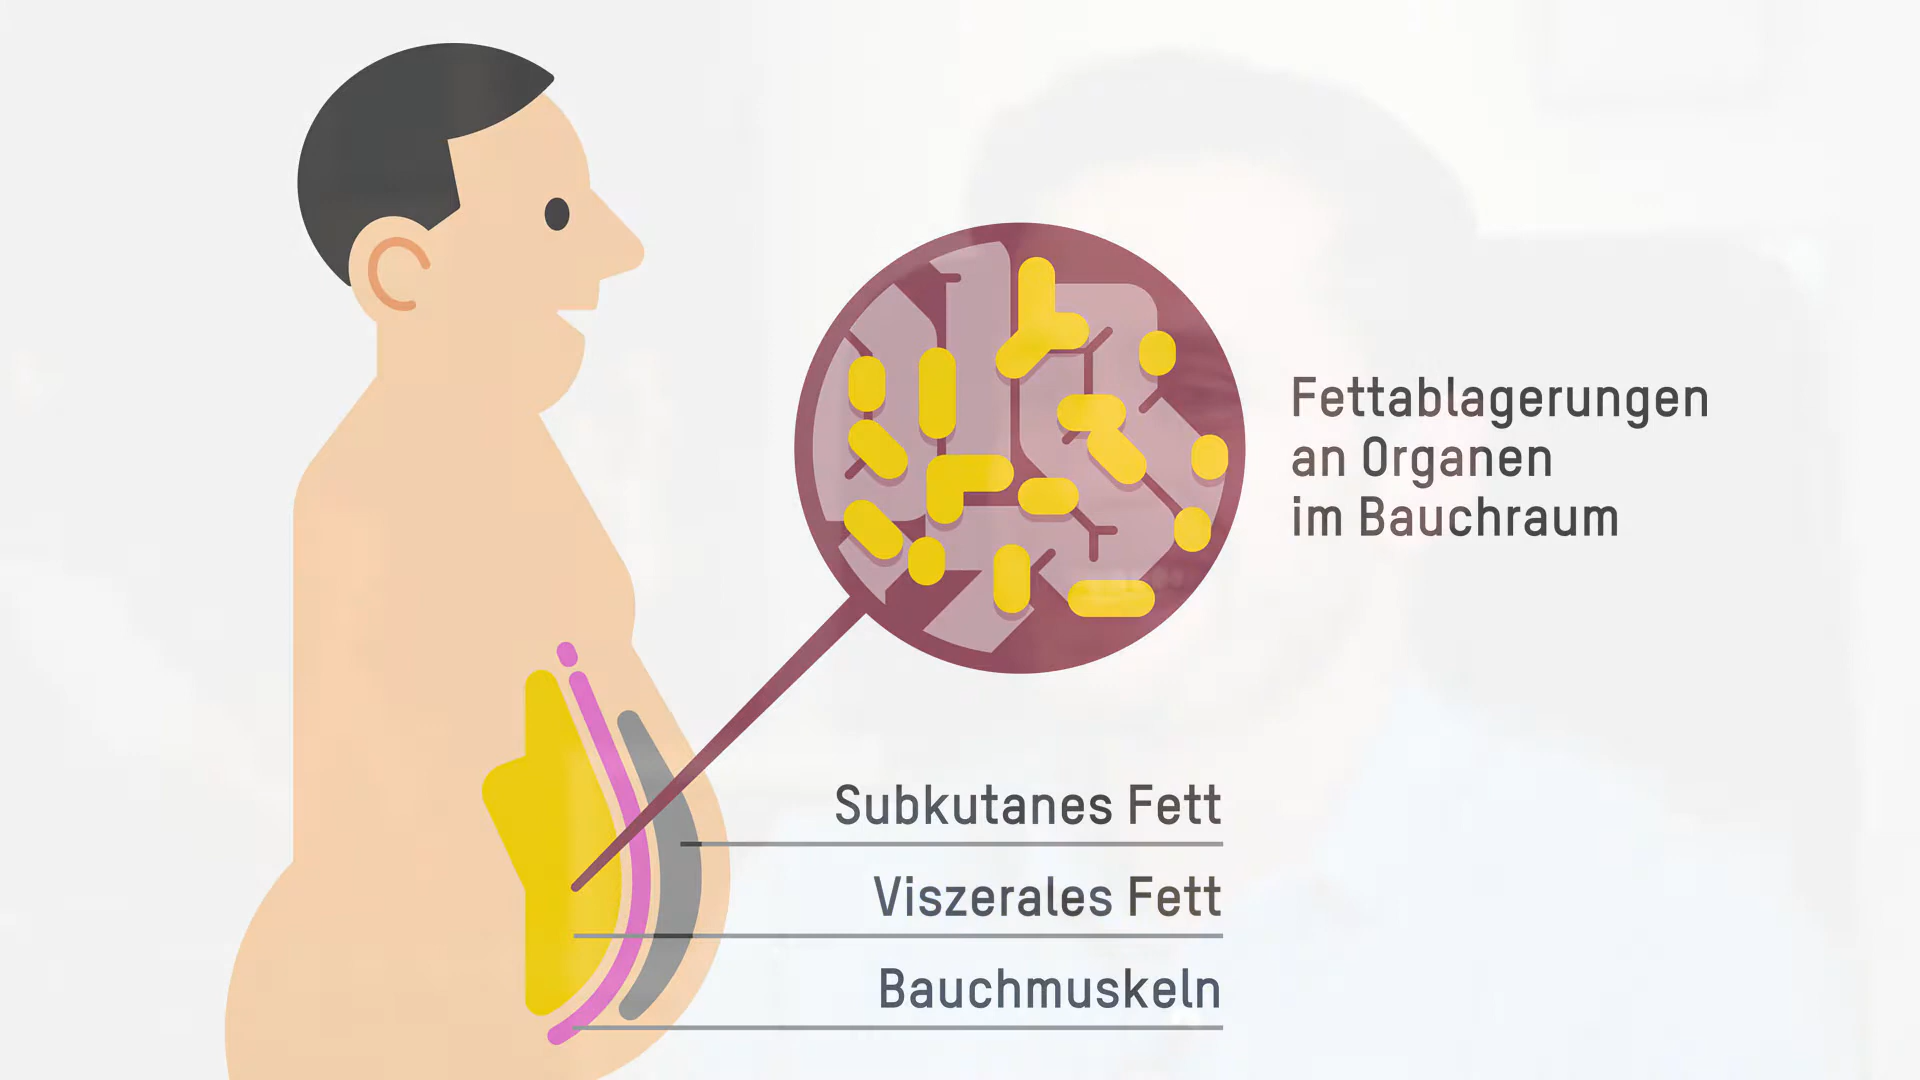 Fettablagerungen
an Organen
im Bauchraum
Subkutanes Fett
Viszerales Fett
Bauchmuskeln